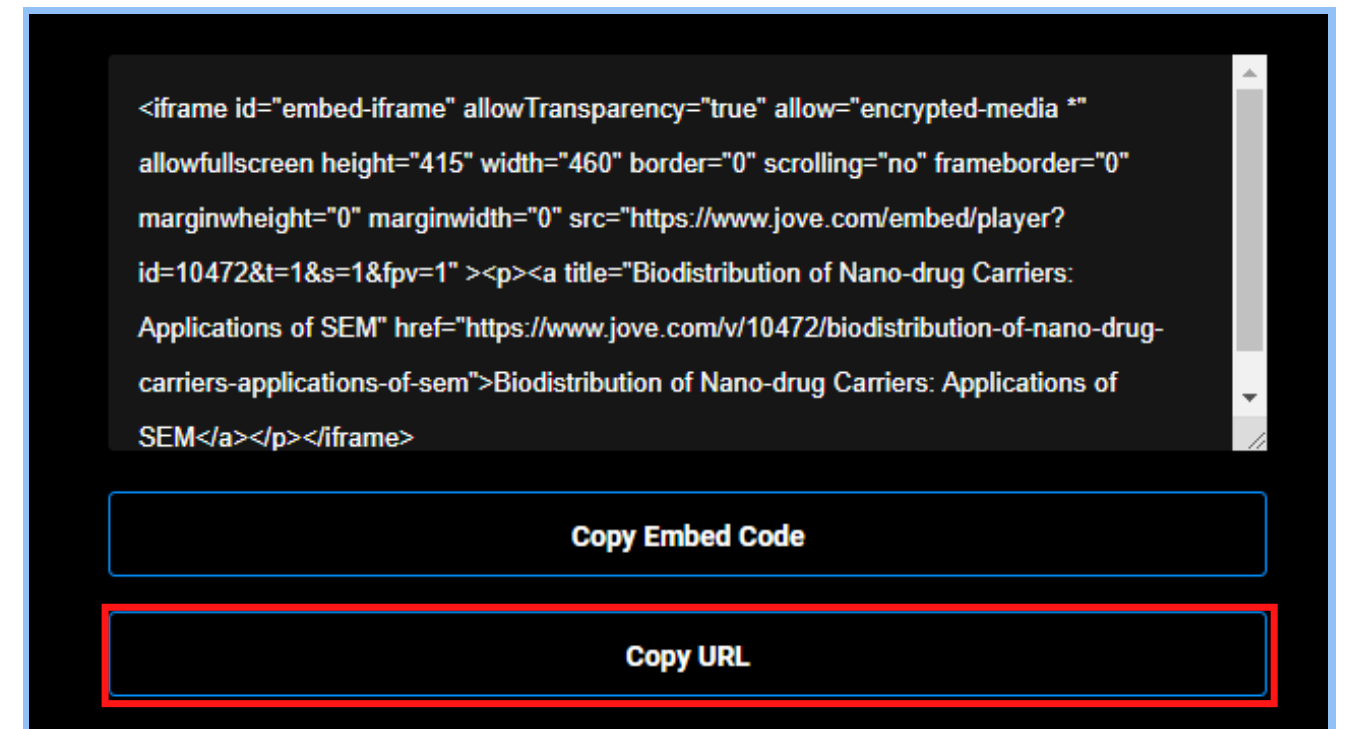 <iframe id="embed-iframe" allowTransparency="true" allow="encrypted-media *"
allowfullscreen height="415" width="460" border="0" scrolling="no" frameborder="0"
marginwheight="0" marginwidth="0" src="https://www.jove.com/embed/player?
id=10472&t=1&s=1&fpv=1" ><p><a title="Biodistribution of Nano-drug Carriers:
Applications of SEM" href="https://www.jove.com/v/10472/biodistribution-of-nano-drug-
carriers-applications-of-sem">Biodistribution of Nano-drug Carriers: Applications of
SEM</a></p></iframe>
Copy Embed Code
Copy URL